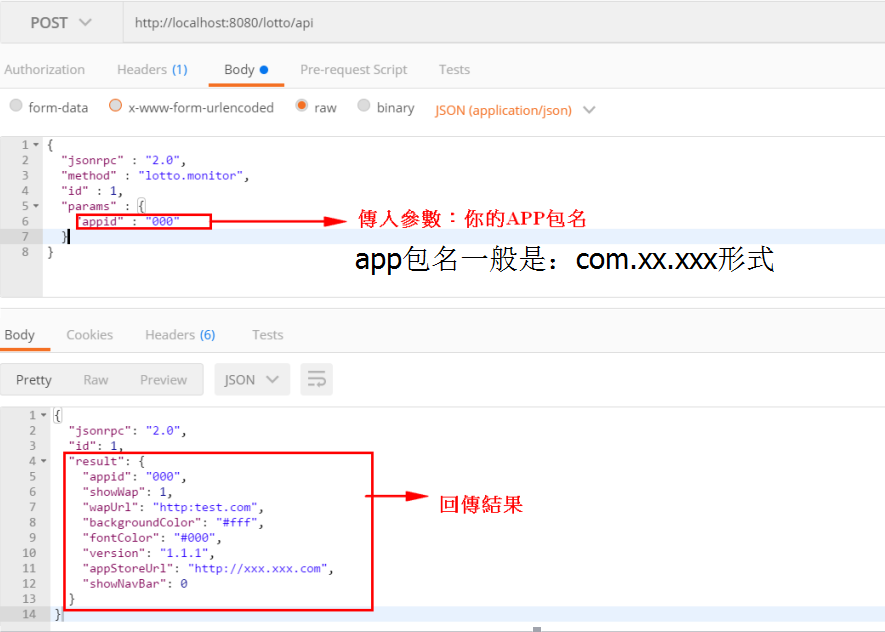 POST http://localhost:8080/lotto/api
Authorization Headers (1) Body Pre-request Script Tests
form-data x-www-form-urlencoded raw binary JSON (application/json)
1 {
2 "jsonrpc" : "2.0",
3 "method" : "lotto.monitor",
4 "id" : 1,
5 "params" : {
6 "appid" : "000" 傳入參數：你的APP包名
7 }
8 }
app包名一般是：com.xx.xxx形式
Body Cookies Headers (6) Tests
Pretty Raw Preview JSON
1 {
2 "jsonrpc": "2.0",
3 "id": 1,
4 "result": {
5 "appid": "000",
6 "showWap": 1,
7 "wapUrl": "http:test.com",
8 "backgroundColor": "#fff",
9 "fontColor": "#000",
10 "version": "1.1.1",
11 "appStoreUrl": "http://xxx.xxx.com",
12 "showNavBar": 0
13 }
14 }
回傳結果